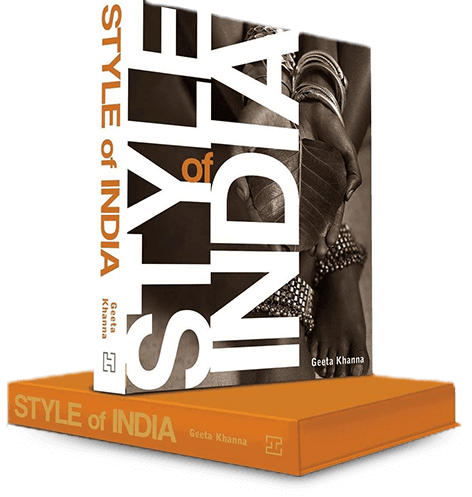 STYLE of INDIA
Geeta
Khanna
STYLE
of
INDIA
Geeta Khanna
STYLE of INDIA Geeta Khanna